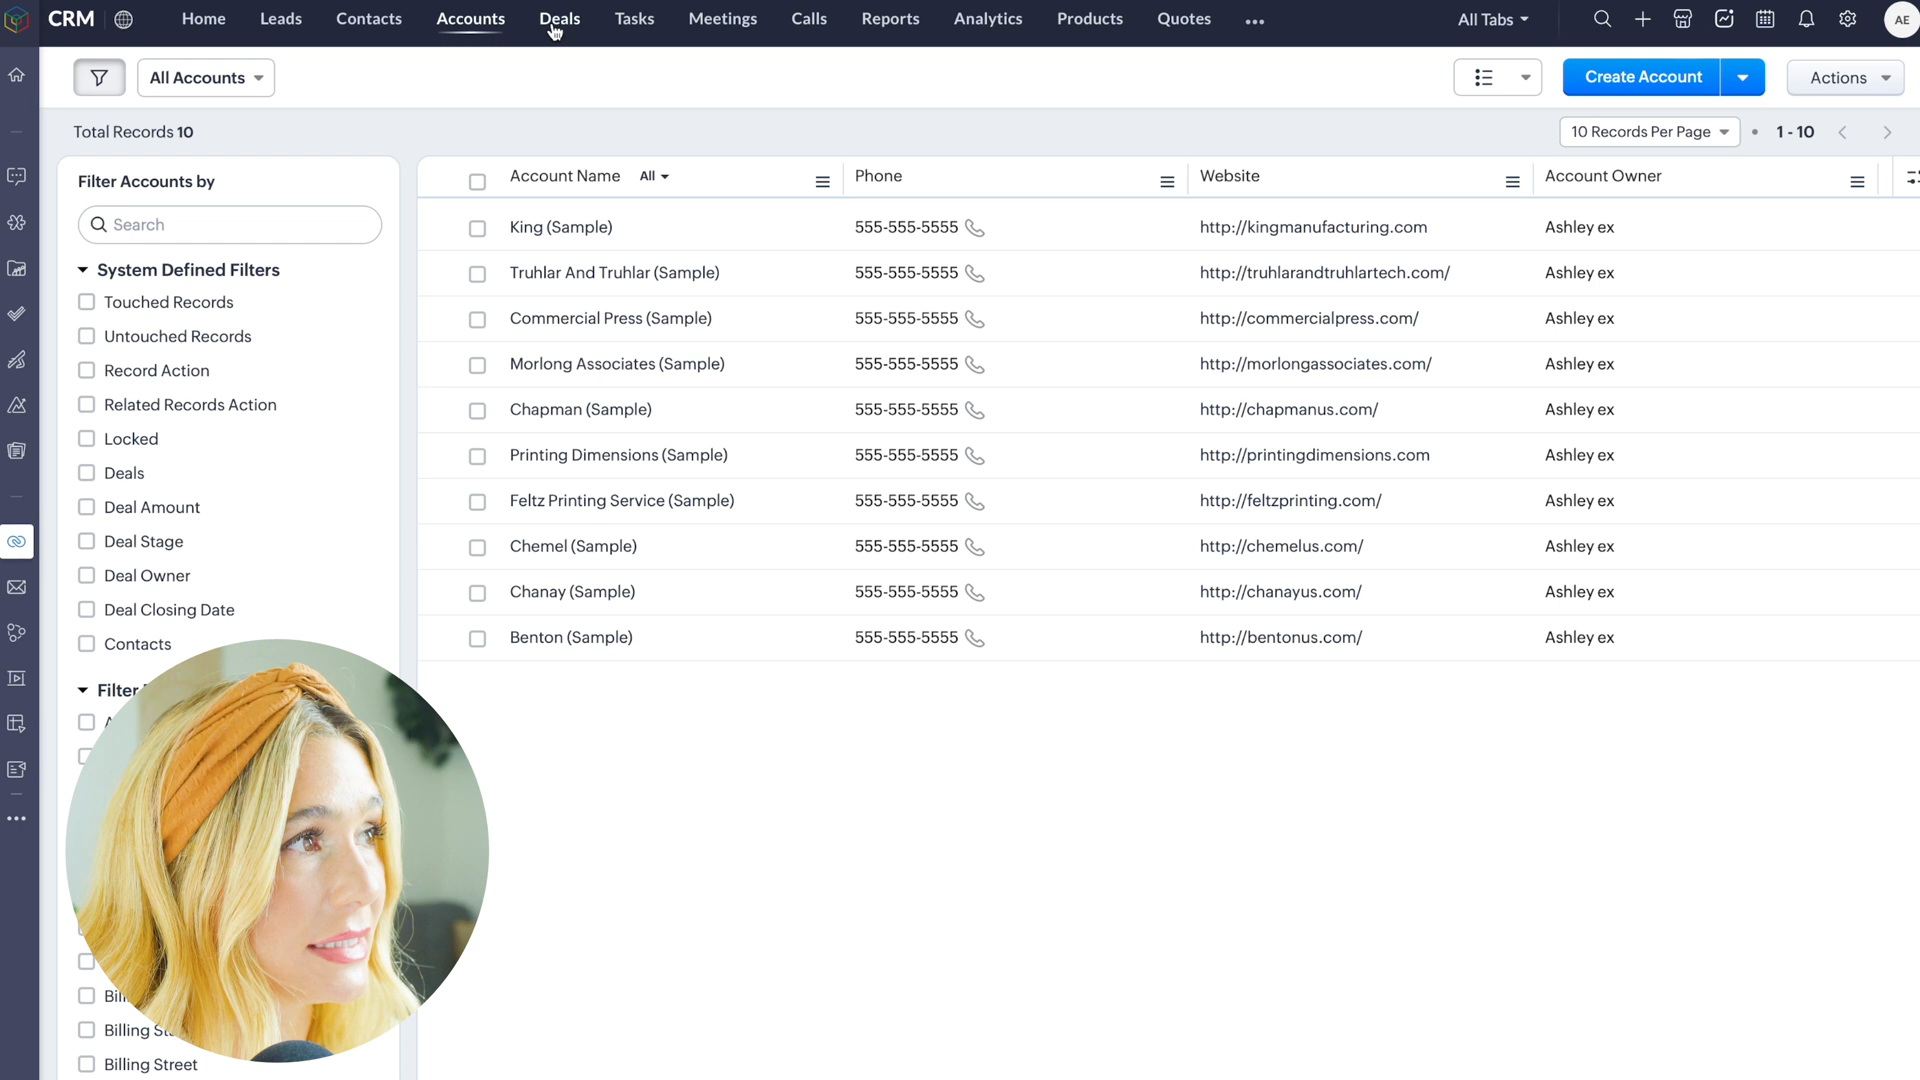 CRM Home Leads Contacts Accounts Deals Tasks Meetings Calls Reports Analytics Products Quotes ... All Tabs AE
All Accounts Create Account Actions
Total Records 10 10 Records Per Page • 1 - 10
Filter Accounts by
Search
System Defined Filters
Touched Records
Untouched Records
Record Action
Related Records Action
Locked
Deals
Deal Amount
Deal Stage
Deal Owner
Deal Closing Date
Contacts
Filter
Billing
Billing Street
Account Name All Phone Website Account Owner
King (Sample) 555-555-5555 http://kingmanufacturing.com Ashley ex
Truhlar And Truhlar (Sample) 555-555-5555 http://truhlarandtruhlartech.com/ Ashley ex
Commercial Press (Sample) 555-555-5555 http://commercialpress.com/ Ashley ex
Morlong Associates (Sample) 555-555-5555 http://morlongassociates.com/ Ashley ex
Chapman (Sample) 555-555-5555 http://chapmanus.com/ Ashley ex
Printing Dimensions (Sample) 555-555-5555 http://printingdimensions.com Ashley ex
Feltz Printing Service (Sample) 555-555-5555 http://feltzprinting.com/ Ashley ex
Chemel (Sample) 555-555-5555 http://chemelus.com/ Ashley ex
Chanay (Sample) 555-555-5555 http://chanayus.com/ Ashley ex
Benton (Sample) 555-555-5555 http://bentonus.com/ Ashley ex